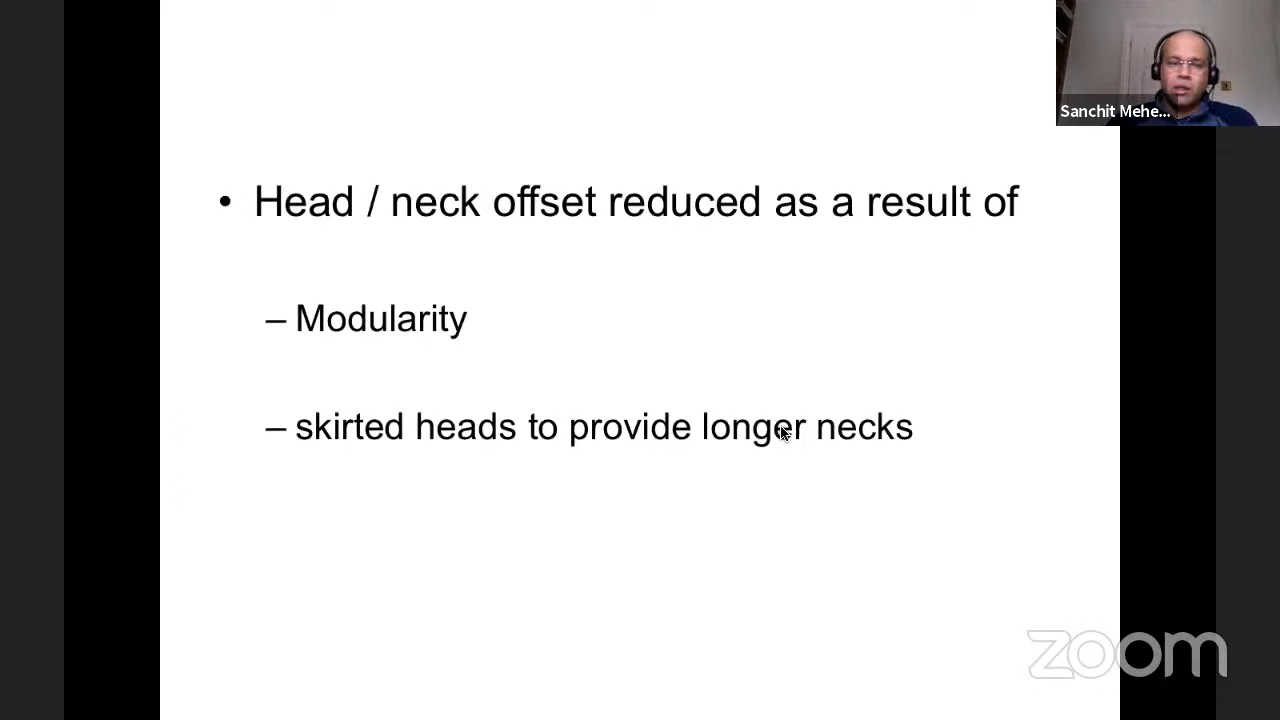 Sanchit Mehe...
• Head / neck offset reduced as a result of
– Modularity
– skirted heads to provide longer necks
zoom